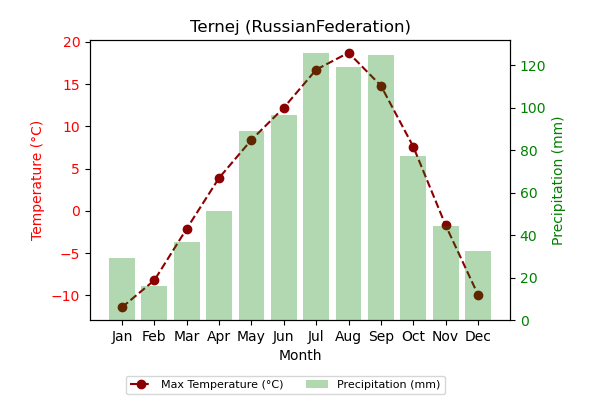 Ternej (RussianFederation)
20
15
10
5
0
−5
−10
Temperature (°C)
120
100
80
60
40
20
0
Precipitation (mm)
Jan Feb Mar Apr May Jun Jul Aug Sep Oct Nov Dec
Month
Max Temperature (°C) Precipitation (mm)